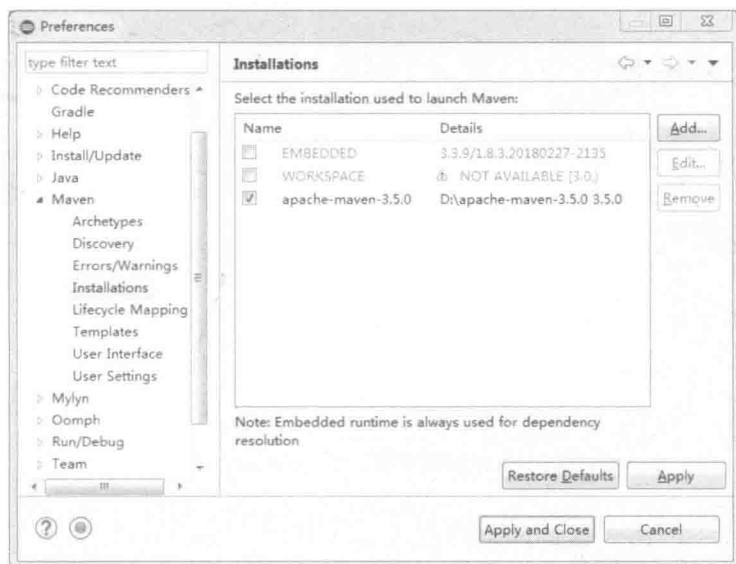 Preferences
type filter text
Code Recommenders
Gradle
Help
Install/Update
Java
Maven
Archetypes
Discovery
Errors/Warnings
Installations
Lifecycle Mapping
Templates
User Interface
User Settings
Mylyn
Oomph
Run/Debug
Team
Installations
Select the installation used to launch Maven:
Name Details
EMBEDDED 3.3.9/1.8.3.20180227-2135
WORKSPACE NOT AVAILABLE [3.0,)
apache-maven-3.5.0 D:\apache-maven-3.5.0 3.5.0
Add...
Edit...
Remove
Note: Embedded runtime is always used for dependency
resolution
Restore Defaults Apply
Apply and Close Cancel